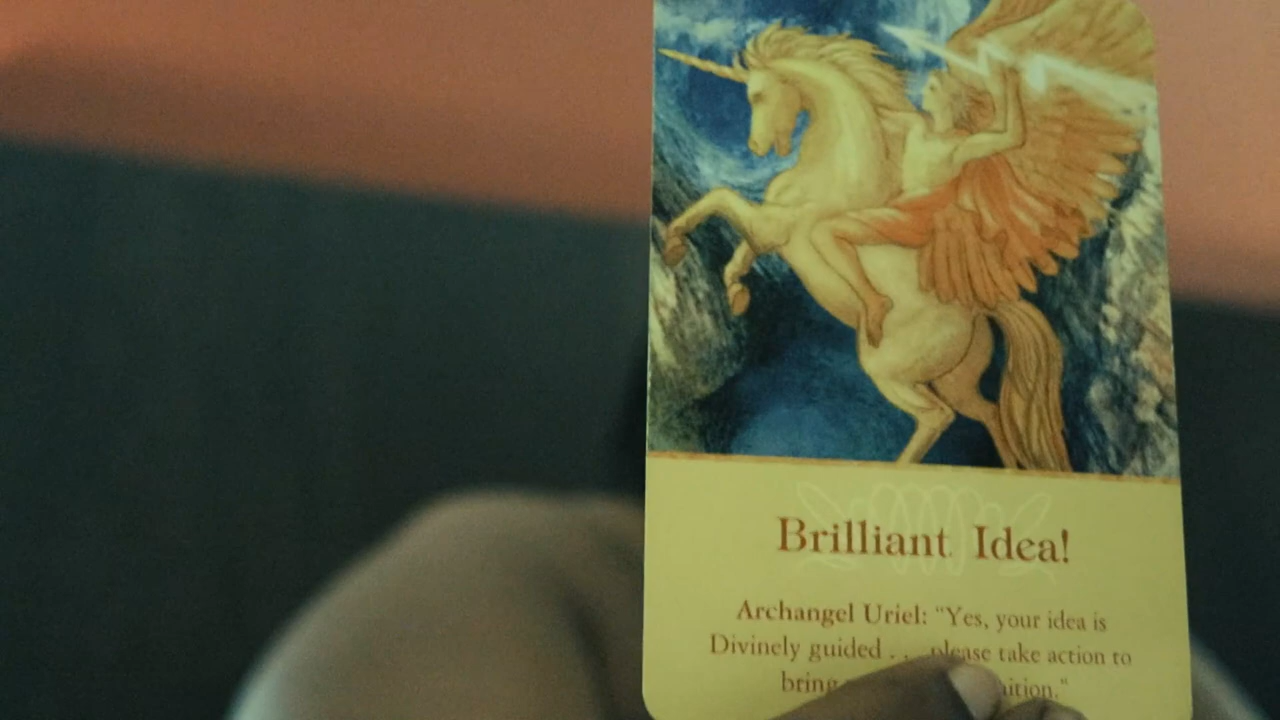 Brilliant Idea!
Archangel Uriel: "Yes, your idea is
Divinely guided . . . please take action to
bring